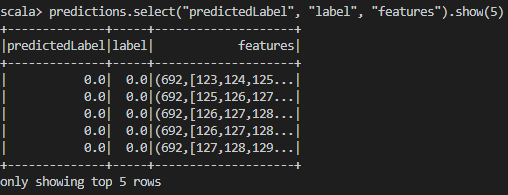 scala> predictions.select("predictedLabel", "label", "features").show(5)
+--------------+-----+--------------------+
|predictedLabel|label|            features|
+--------------+-----+--------------------+
|           0.0|  0.0|(692,[123,124,125...|
|           0.0|  0.0|(692,[125,126,127...|
|           0.0|  0.0|(692,[126,127,128...|
|           0.0|  0.0|(692,[126,127,128...|
|           0.0|  0.0|(692,[127,128,129...|
+--------------+-----+--------------------+
only showing top 5 rows